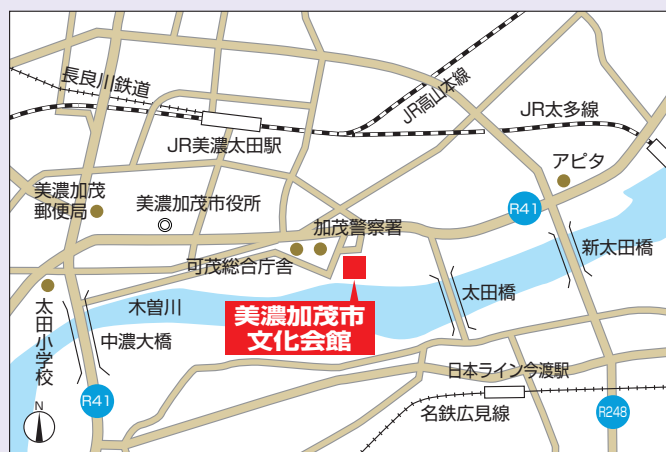 長良川鉄道
JR高山本線
JR太多線
JR美濃太田駅
アピタ
美濃加茂
郵便局
美濃加茂市役所
R41
加茂警察署
新太田橋
可茂総合庁舎
太田橋
木曽川
美濃加茂市
文化会館
太田小学校
中濃大橋
日本ライン今渡駅
R41
名鉄広見線
R248
N